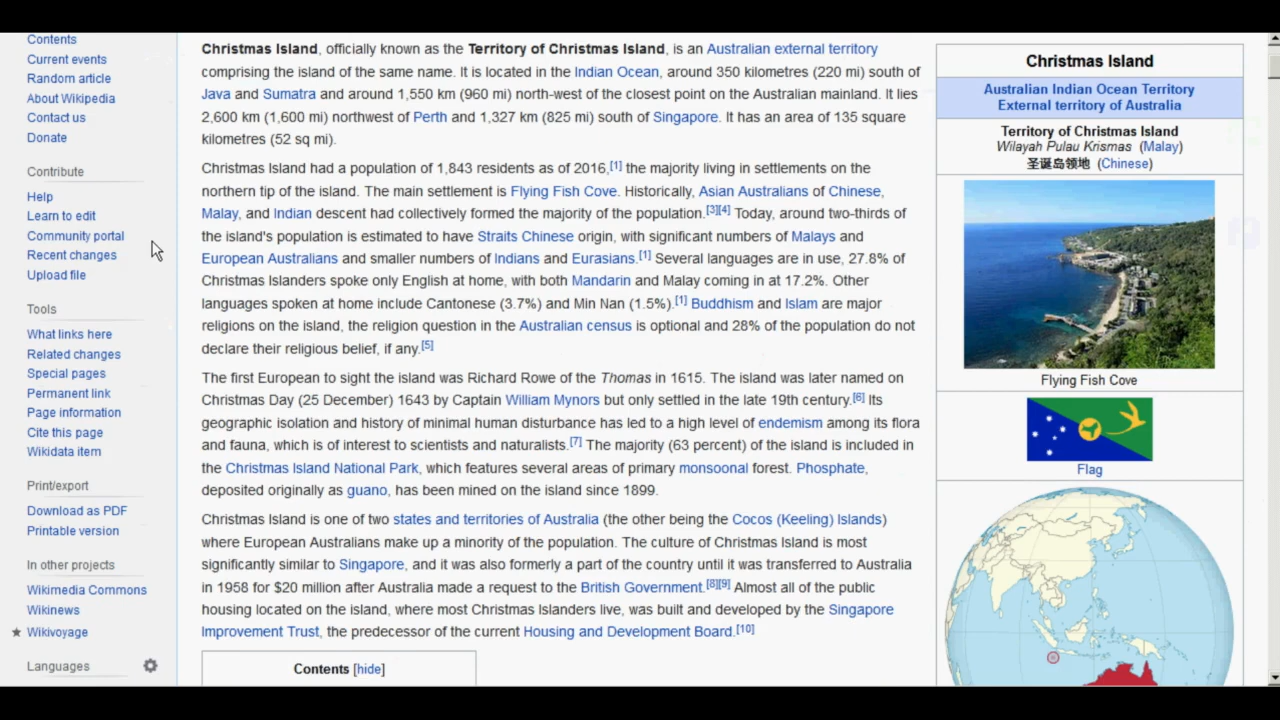 Contents
Current events
Random article
About Wikipedia
Contact us
Donate
Contribute
Help
Learn to edit
Community portal
Recent changes
Upload file
Tools
What links here
Related changes
Special pages
Permanent link
Page information
Cite this page
Wikidata item
Print/export
Download as PDF
Printable version
In other projects
Wikimedia Commons
Wikinews
Wikivoyage
Languages
Christmas Island, officially known as the Territory of Christmas Island, is an Australian external territory
comprising the island of the same name. It is located in the Indian Ocean, around 350 kilometres (220 mi) south of
Java and Sumatra and around 1,550 km (960 mi) north-west of the closest point on the Australian mainland. It lies
2,600 km (1,600 mi) northwest of Perth and 1,327 km (825 mi) south of Singapore. It has an area of 135 square
kilometres (52 sq mi).
Christmas Island had a population of 1,843 residents as of 2016,[1] the majority living in settlements on the
northern tip of the island. The main settlement is Flying Fish Cove. Historically, Asian Australians of Chinese,
Malay, and Indian descent had collectively formed the majority of the population.[3][4] Today, around two-thirds of
the island's population is estimated to have Straits Chinese origin, with significant numbers of Malays and
European Australians and smaller numbers of Indians and Eurasians.[1] Several languages are in use, 27.8% of
Christmas Islanders spoke only English at home, with both Mandarin and Malay coming in at 17.2%. Other
languages spoken at home include Cantonese (3.7%) and Min Nan (1.5%).[1] Buddhism and Islam are major
religions on the island, the religion question in the Australian census is optional and 28% of the population do not
declare their religious belief, if any.[5]
The first European to sight the island was Richard Rowe of the Thomas in 1615. The island was later named on
Christmas Day (25 December) 1643 by Captain William Mynors but only settled in the late 19th century.[6] Its
geographic isolation and history of minimal human disturbance has led to a high level of endemism among its flora
and fauna, which is of interest to scientists and naturalists.[7] The majority (63 percent) of the island is included in
the Christmas Island National Park, which features several areas of primary monsoonal forest. Phosphate,
deposited originally as guano, has been mined on the island since 1899.
Christmas Island is one of two states and territories of Australia (the other being the Cocos (Keeling) Islands)
where European Australians make up a minority of the population. The culture of Christmas Island is most
significantly similar to Singapore, and it was also formerly a part of the country until it was transferred to Australia
in 1958 for $20 million after Australia made a request to the British Government.[8][9] Almost all of the public
housing located on the island, where most Christmas Islanders live, was built and developed by the Singapore
Improvement Trust, the predecessor of the current Housing and Development Board.[10]
Contents [hide]
Christmas Island
Australian Indian Ocean Territory
External territory of Australia
Territory of Christmas Island
Wilayah Pulau Krismas (Malay)
圣诞岛领地 (Chinese)
Flying Fish Cove
Flag